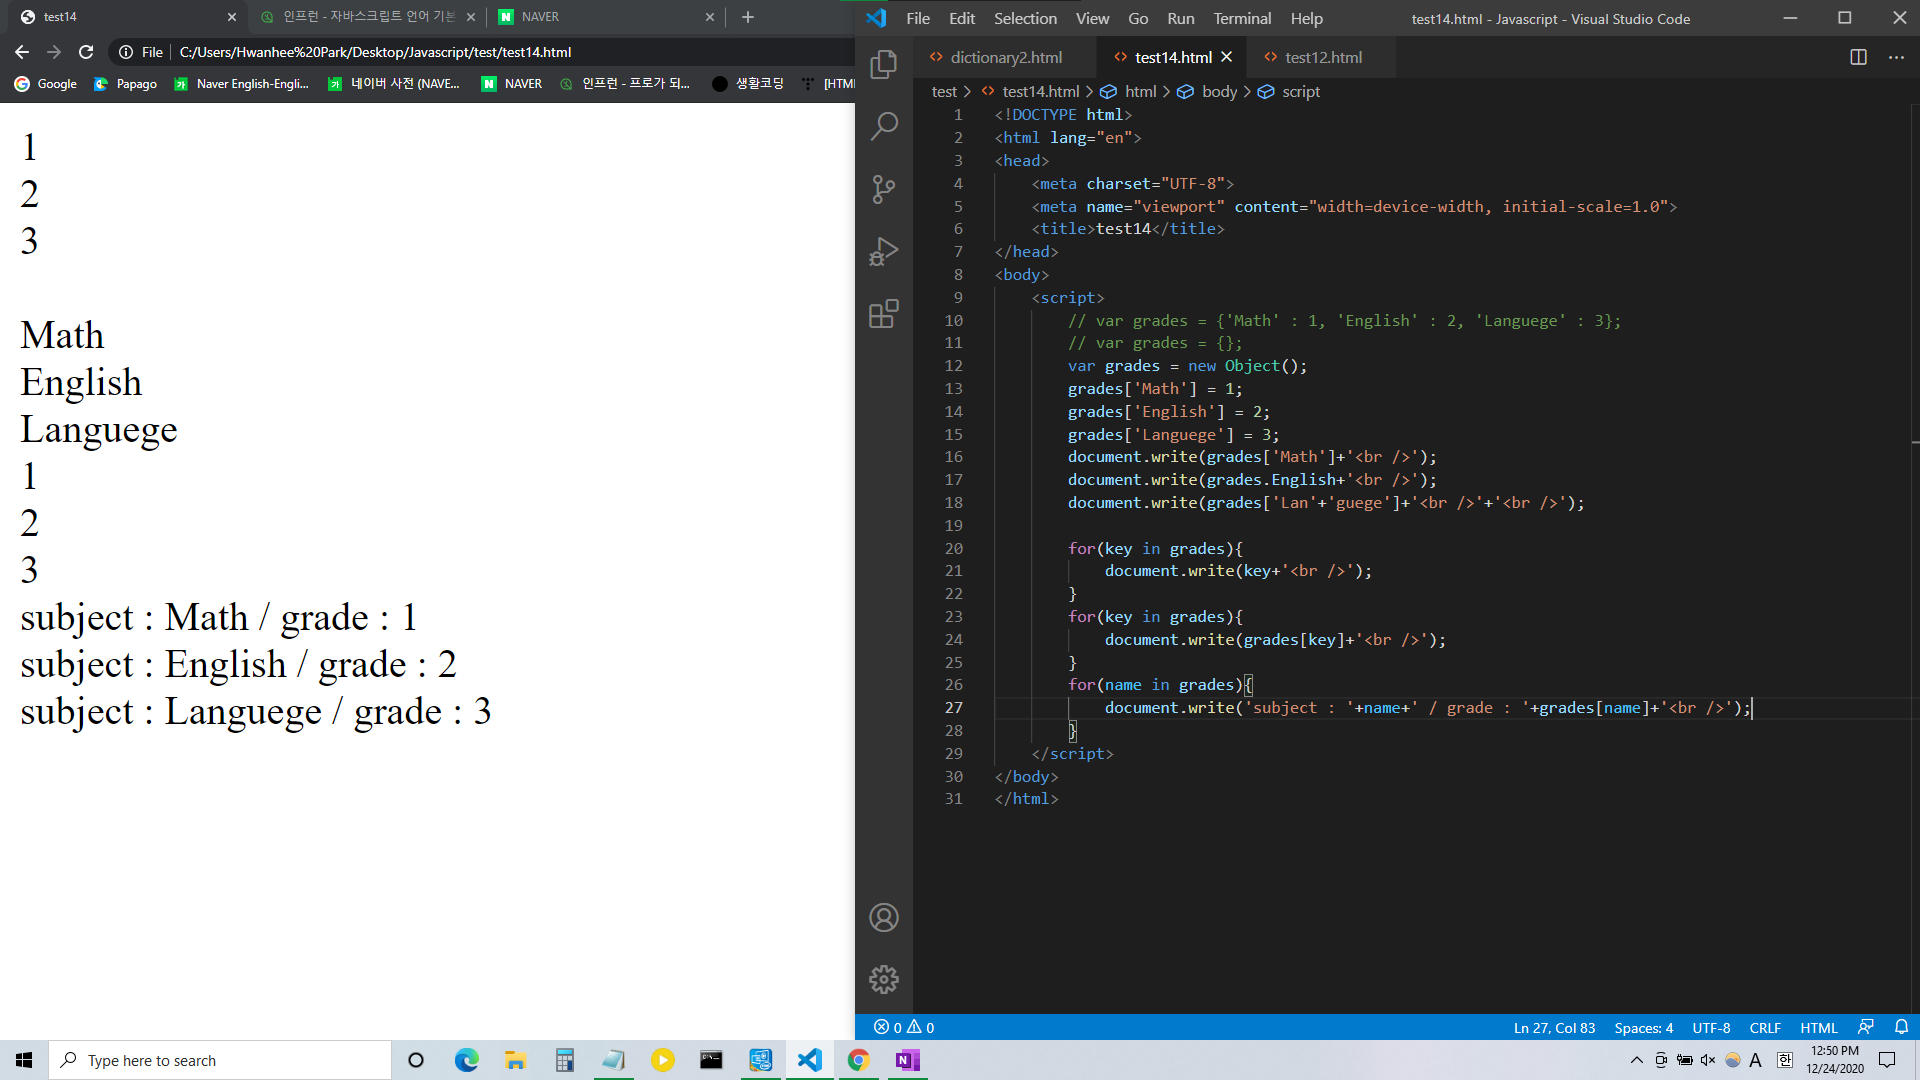 test14
인프런 - 자바스크립트 언어 기본
NAVER
File
C:/Users/Hwanhee%20Park/Desktop/Javascript/test/test14.html
Google
Papago
Naver English-Engli...
네이버 사전 (NAVE...
NAVER
인프런 - 프로가 되...
생활코딩
[HTMl
1
2
3
Math
English
Languege
1
2
3
subject : Math / grade : 1
subject : English / grade : 2
subject : Languege / grade : 3
File Edit Selection View Go Run Terminal Help
test14.html - Javascript - Visual Studio Code
dictionary2.html
test14.html
test12.html
test > test14.html > html > body > script
1 <!DOCTYPE html>
2 <html lang="en">
3 <head>
4 <meta charset="UTF-8">
5 <meta name="viewport" content="width=device-width, initial-scale=1.0">
6 <title>test14</title>
7 </head>
8 <body>
9 <script>
10 // var grades = {'Math' : 1, 'English' : 2, 'Languege' : 3};
11 // var grades = {};
12 var grades = new Object();
13 grades['Math'] = 1;
14 grades['English'] = 2;
15 grades['Languege'] = 3;
16 document.write(grades['Math']+'<br />');
17 document.write(grades.English+'<br />');
18 document.write(grades['Lan'+'guege']+'<br />'+'<br />');
19
20 for(key in grades){
21 document.write(key+'<br />');
22 }
23 for(key in grades){
24 document.write(grades[key]+'<br />');
25 }
26 for(name in grades){
27 document.write('subject : '+name+' / grade : '+grades[name]+'<br />');
28 }
29 </script>
30 </body>
31 </html>
0 0
Ln 27, Col 83
Spaces: 4
UTF-8
CRLF
HTML
Type here to search
A
한
12:50 PM
12/24/2020